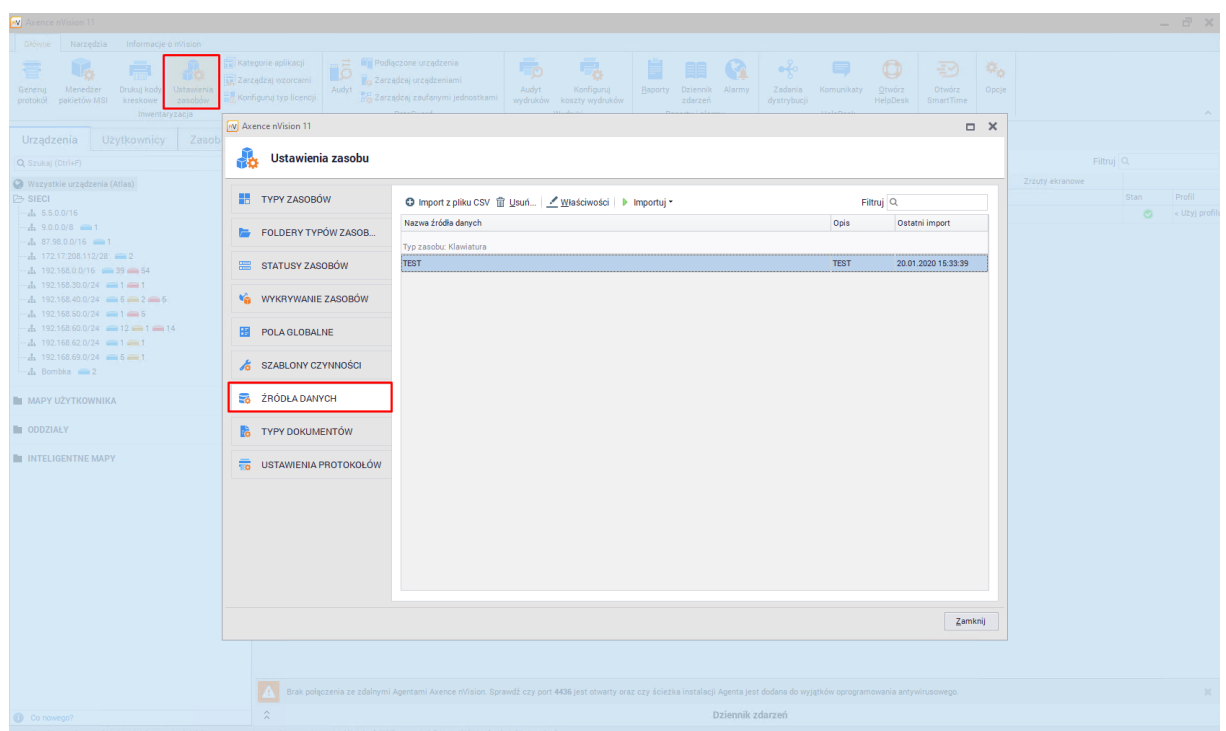 Axence nVision 11
Główne Narzędzia Informacje o nVision
Generuj protokół
Menedżer pakietów MSI
Drukuj kody kreskowe
Ustawienia zasobów
Kategorie aplikacji
Zarządzaj wzorcami
Konfiguruj typ licencji
Inwentaryzacja
Audyt
Podłączone urządzenia
Zarządzaj urządzeniami
Zarządzaj zaufanymi jednostkami
Audyt wydruków
Konfiguruj koszty wydruków
Raporty
Dziennik zdarzeń
Alarmy
Zadania dystrybucji
Komunikaty
Otwórz HelpDesk
Otwórz SmartTime
Opcje
Urządzenia Użytkownicy Zasob
Szukaj (Ctrl+F)
Wszystkie urządzenia (Atlas)
SIECI
5.5.0.0/16
9.0.0.0/8 1
87.98.0.0/16 1
172.17.208.112/28 2
192.168.0.0/16 39 54
192.168.30.0/24 1 1
192.168.40.0/24 5 2 5
192.168.50.0/24 1 5
192.168.60.0/24 12 1 14
192.168.62.0/24 1 1
192.168.69.0/24 5 1
Bombka 2
MAPY UŻYTKOWNIKA
ODDZIAŁY
INTELIGENTNE MAPY
Co nowego?
Axence nVision 11
Ustawienia zasobu
TYPY ZASOBÓW
FOLDERY TYPÓW ZASOB...
STATUSY ZASOBÓW
WYKRYWANIE ZASOBÓW
POLA GLOBALNE
SZABLONY CZYNNOŚCI
ŹRÓDŁA DANYCH
TYPY DOKUMENTÓW
USTAWIENIA PROTOKOŁÓW
Import z pliku CSV Usuń... Właściwości Importuj Filtruj
Nazwa źródła danych Opis Ostatni import
Typ zasobu: Klawiatura
TEST TEST 20.01.2020 15:33:39
Zamknij
Filtruj
Zrzuty ekranowe
Stan Profil
< Użyj profilu
Brak połączenia ze zdalnymi Agentami Axence nVision. Sprawdź czy port 4436 jest otwarty oraz czy ścieżka instalacji Agenta jest dodana do wyjątków oprogramowania antywirusowego.
Dziennik zdarzeń